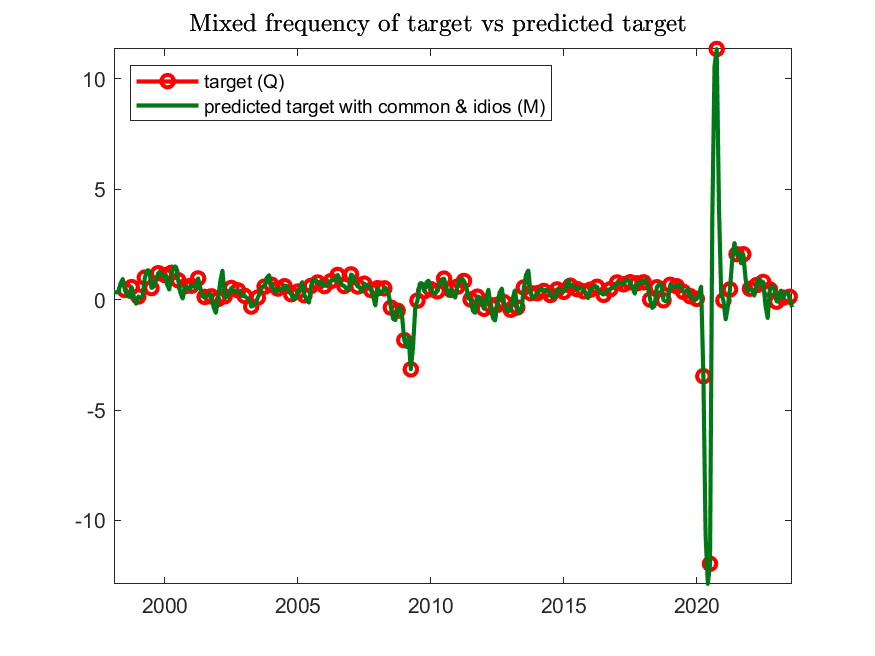 Mixed frequency of target vs predicted target
target (Q)
predicted target with common & idios (M)
10
5
0
-5
-10
2000 2005 2010 2015 2020